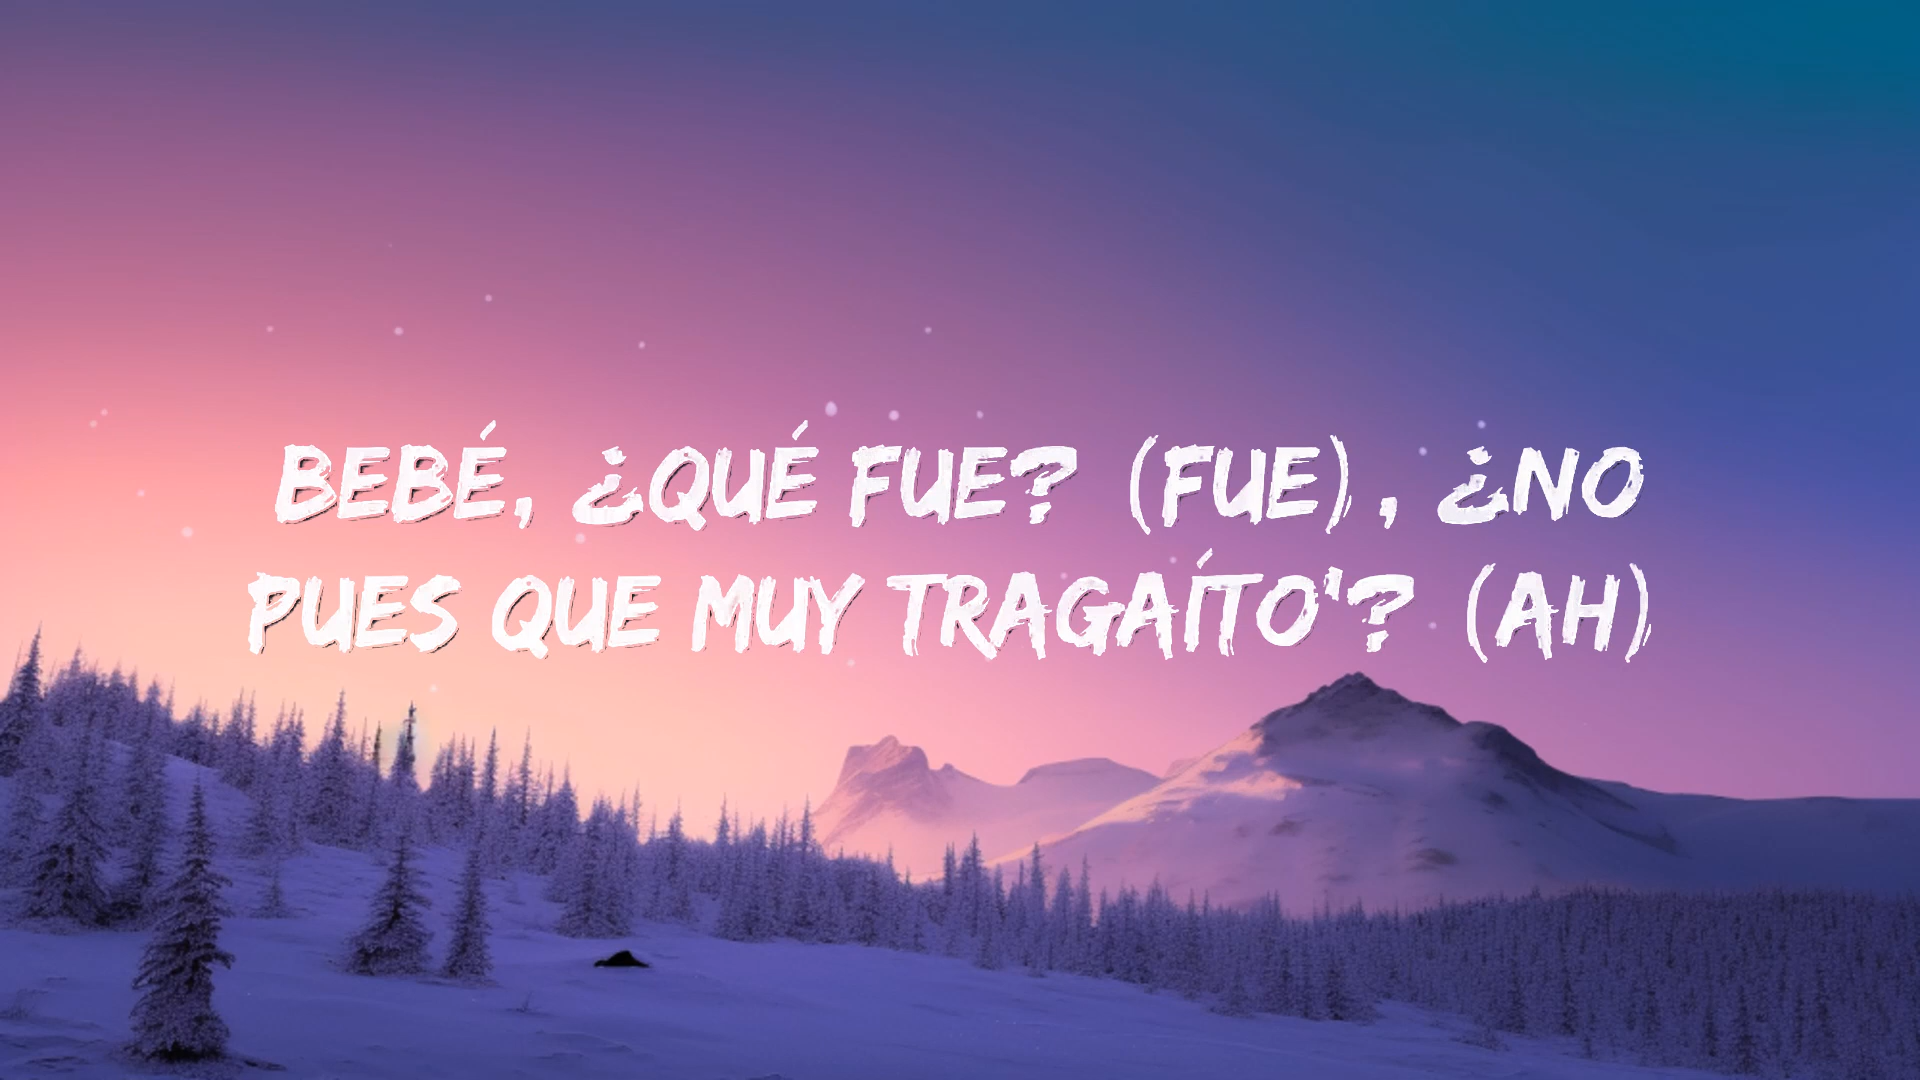 BEBÉ, ¿QUÉ FUE? (FUE), ¿NO
PUES QUE MUY TRAGAÍTO'? (AH)